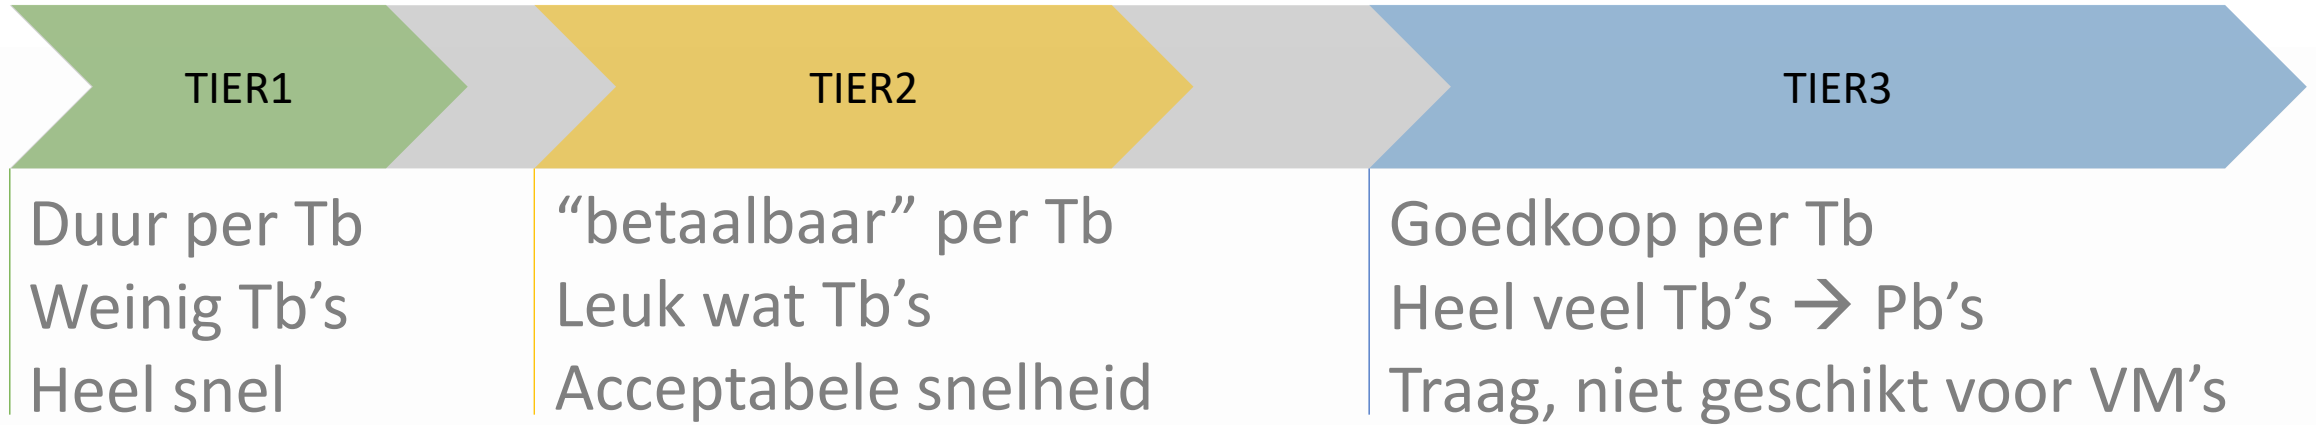 TIER1
Duur per Tb
Weinig Tb’s
Heel snel
TIER2
“betaalbaar” per Tb
Leuk wat Tb’s
Acceptabele snelheid
TIER3
Goedkoop per Tb
Heel veel Tb’s → Pb’s
Traag, niet geschikt voor VM’s